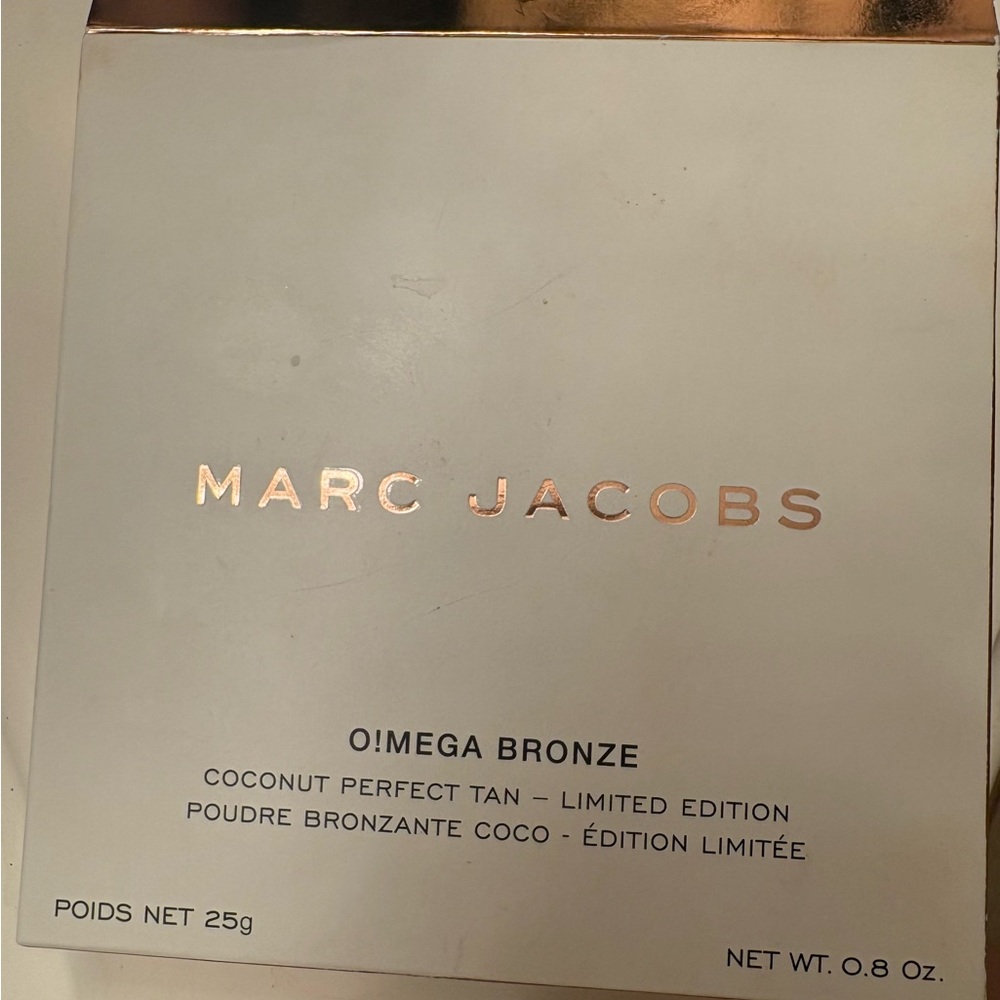 MARC JACOBS
O!MEGA BRONZE
COCONUT PERFECT TAN – LIMITED EDITION
POUDRE BRONZANTE COCO - ÉDITION LIMITÉE
POIDS NET 25g
NET WT. 0.8 Oz.